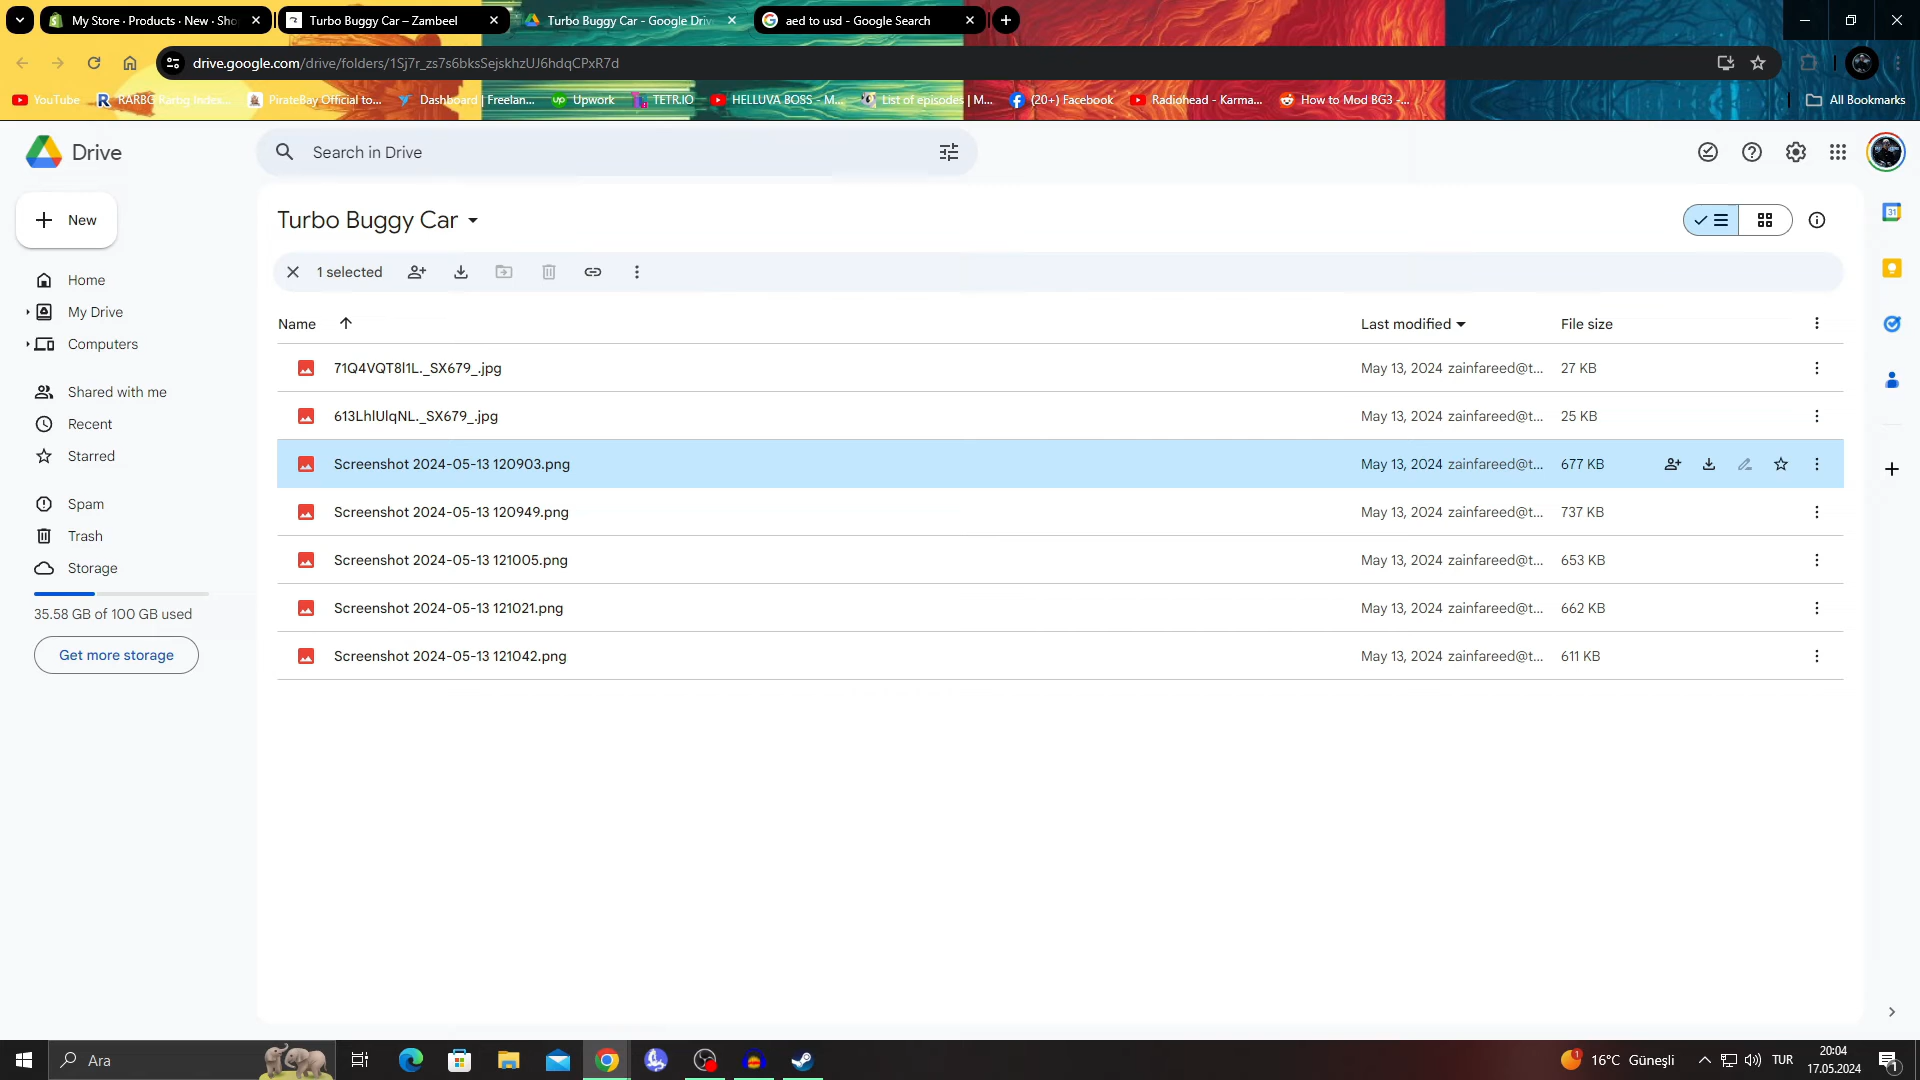 My Store · Products · New · Sho
Turbo Buggy Car – Zambeel
Turbo Buggy Car - Google Driv
aed to usd - Google Search
drive.google.com/drive/folders/1Sj7r_zs7s6bksSejskhzUJ6hdqCPxR7d
YouTube
RARBG Rarbg Index...
PirateBay Official to...
Dashboard | Freelan...
Upwork
TETR.IO
HELLUVA BOSS - M...
List of episodes | M...
(20+) Facebook
Radiohead - Karma...
How to Mod BG3 -...
All Bookmarks
Drive
Search in Drive
New
Turbo Buggy Car
1 selected
Home
My Drive
Computers
Shared with me
Recent
Starred
Spam
Trash
Storage
35.58 GB of 100 GB used
Get more storage
Name Last modified File size
71Q4VQT8l1L._SX679_.jpg May 13, 2024 zainfareed@t... 27 KB
613LhlUlqNL._SX679_.jpg May 13, 2024 zainfareed@t... 25 KB
Screenshot 2024-05-13 120903.png May 13, 2024 zainfareed@t... 677 KB
Screenshot 2024-05-13 120949.png May 13, 2024 zainfareed@t... 737 KB
Screenshot 2024-05-13 121005.png May 13, 2024 zainfareed@t... 653 KB
Screenshot 2024-05-13 121021.png May 13, 2024 zainfareed@t... 662 KB
Screenshot 2024-05-13 121042.png May 13, 2024 zainfareed@t... 611 KB
31
Ara
1
16°C Güneşli
TUR
20:04
17.05.2024
1